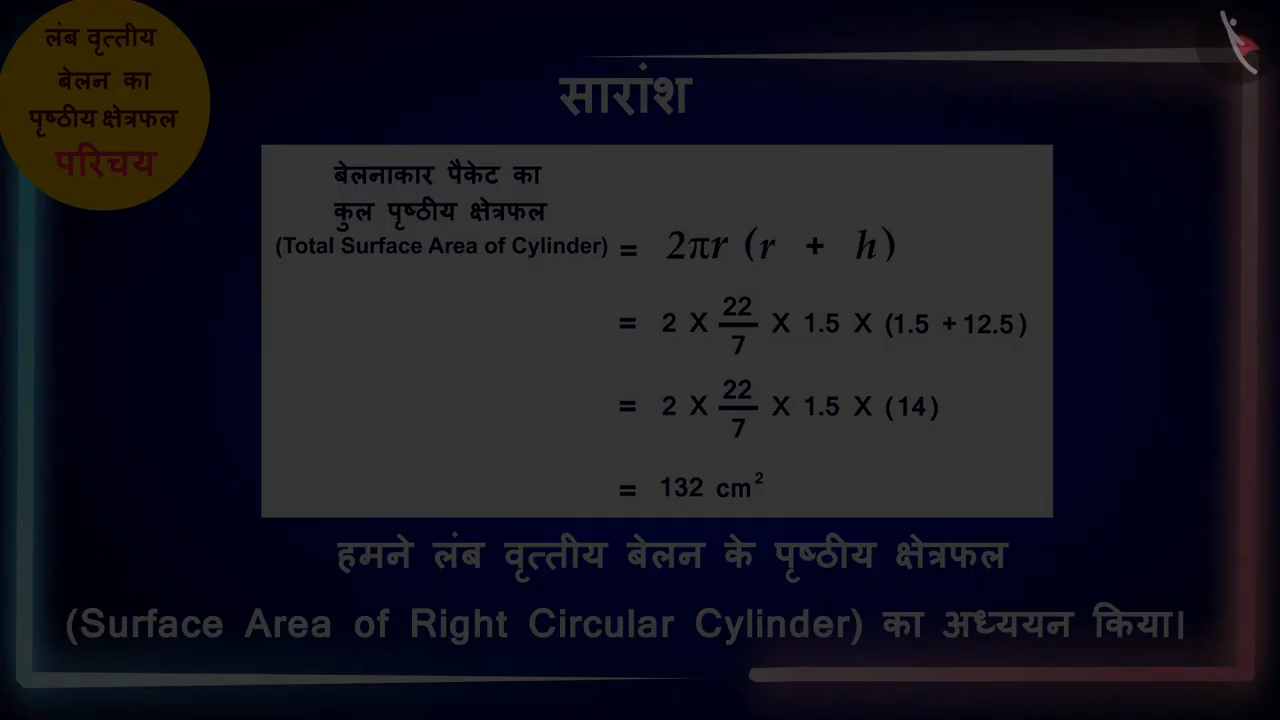 लंब वृत्तीय
बेलन का
पृष्ठीय क्षेत्रफल
परिचय
सारांश
बेलनाकार पैकेट का
कुल पृष्ठीय क्षेत्रफल
(Total Surface Area of Cylinder) = 2πr (r + h)
= 2 X 22/7 X 1.5 X (1.5 + 12.5)
= 2 X 22/7 X 1.5 X (14)
= 132 cm²
हमने लंब वृत्तीय बेलन के पृष्ठीय क्षेत्रफल
(Surface Area of Right Circular Cylinder) का अध्ययन किया।